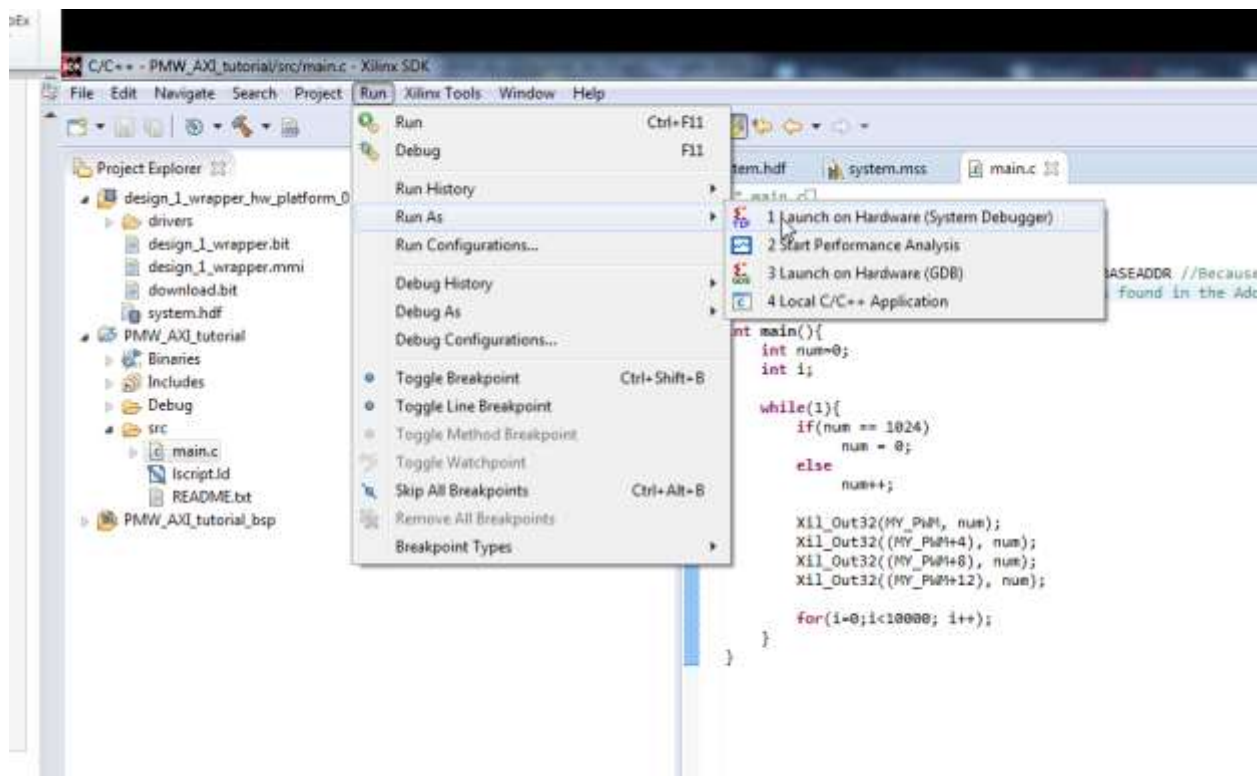 C/C++ - PMW_AXI_tutorial/src/main.c - Xilinx SDK
File Edit Navigate Search Project Run Xilinx Tools Window Help
Project Explorer
design_1_wrapper_hw_platform_0
drivers
design_1_wrapper.bit
design_1_wrapper.mmi
download.bit
system.hdf
PMW_AXI_tutorial
Binaries
Includes
Debug
src
main.c
lscript.ld
README.txt
PMW_AXI_tutorial_bsp
Run Ctrl+F11
Debug F11
Run History
Run As
Run Configurations...
Debug History
Debug As
Debug Configurations...
Toggle Breakpoint Ctrl+Shift+B
Toggle Line Breakpoint
Toggle Method Breakpoint
Toggle Watchpoint
Skip All Breakpoints Ctrl+Alt+B
Remove All Breakpoints
Breakpoint Types
1 Launch on Hardware (System Debugger)
2 Start Performance Analysis
3 Launch on Hardware (GDB)
4 Local C/C++ Application
tem.hdf system.mss main.c
main.c
BASEADDR //Because
found in the Add
int main(){
int num=0;
int i;
while(1){
if(num == 1024)
num = 0;
else
num++;
Xil_Out32(MY_PWM, num);
Xil_Out32((MY_PWM+4), num);
Xil_Out32((MY_PWM+8), num);
Xil_Out32((MY_PWM+12), num);
for(i=0;i<10000; i++);
}
}